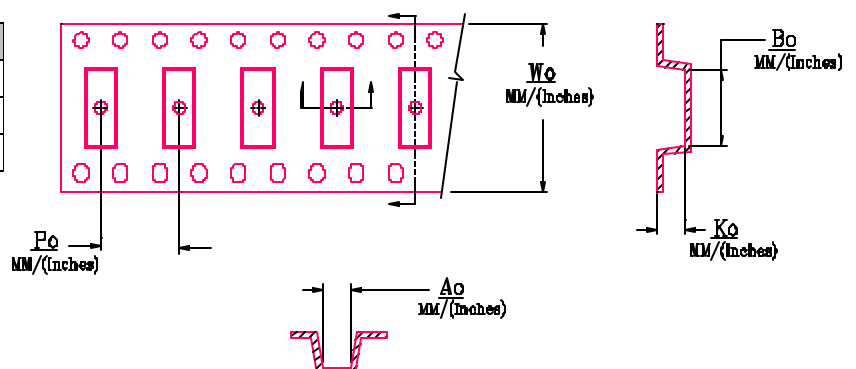 Wo
MM/(Inches)
Bo
MM/(Inches)
Po
MM/(Inches)
Ko
MM/(Inches)
Ao
MM/(Inches)